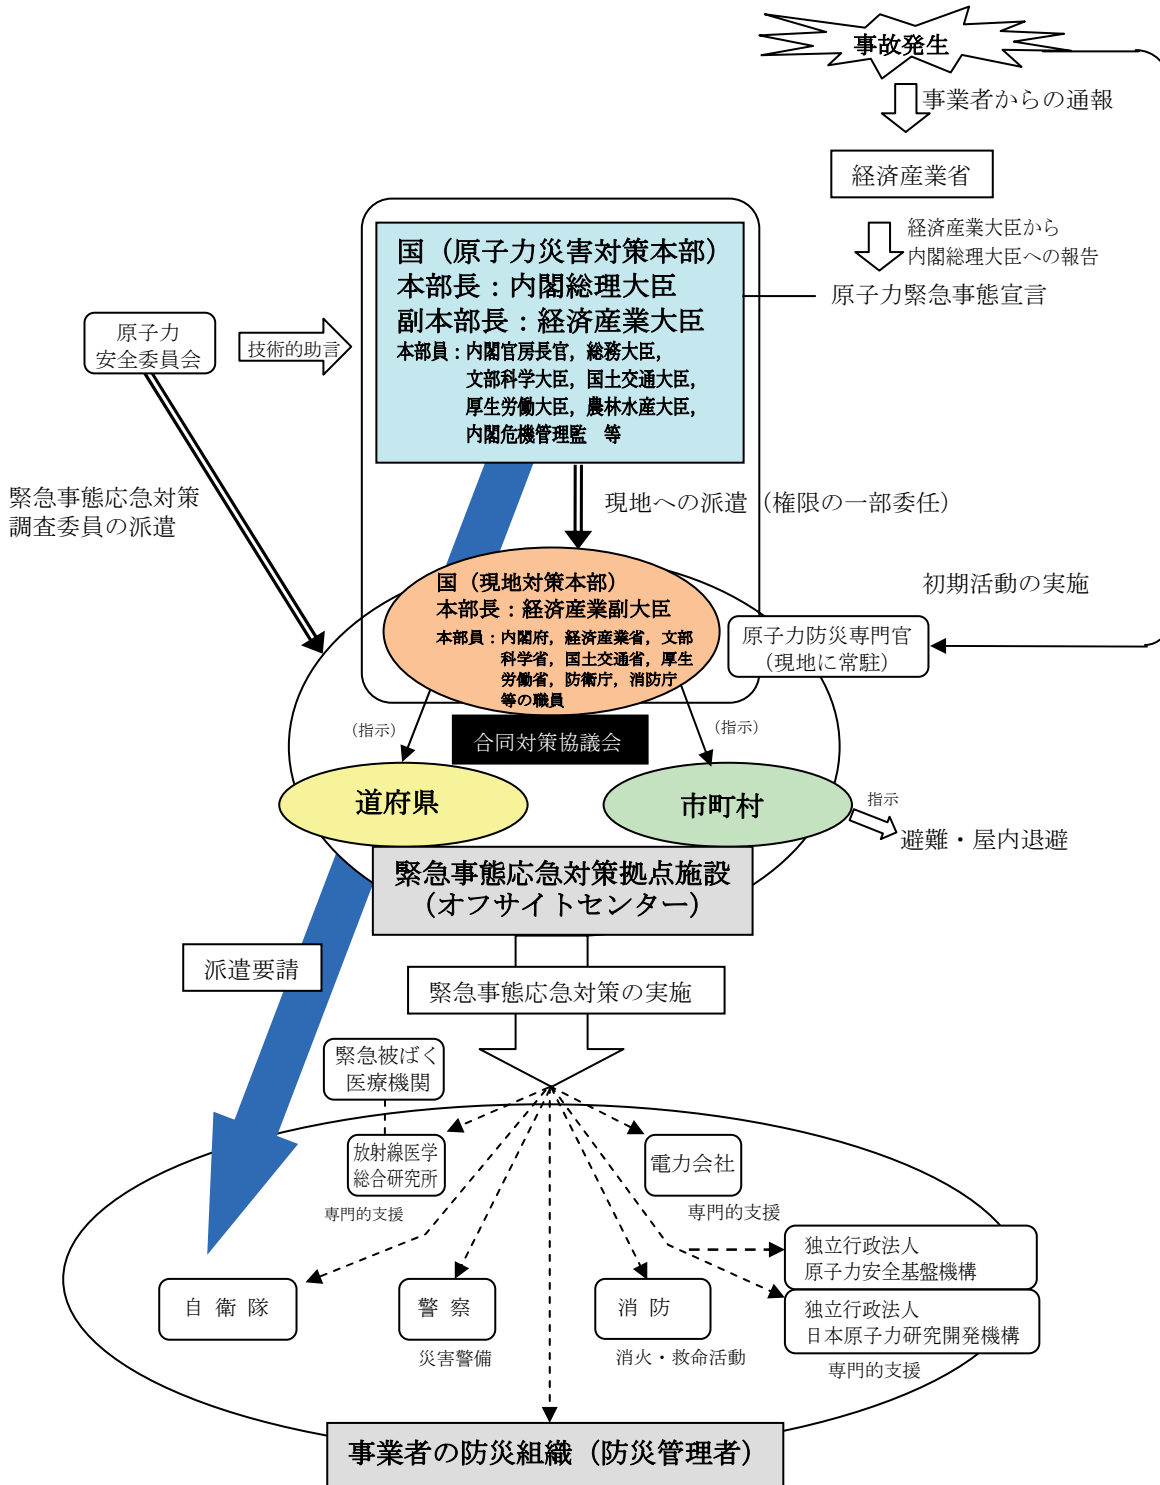 事故発生
事業者からの通報
経済産業省
経済産業大臣から
内閣総理大臣への報告
原子力緊急事態宣言
国（原子力災害対策本部）
本部長：内閣総理大臣
副本部長：経済産業大臣
本部員：内閣官房長官，総務大臣，
文部科学大臣，国土交通大臣，
厚生労働大臣，農林水産大臣，
内閣危機管理監　等
原子力
安全委員会
技術的助言
緊急事態応急対策
調査委員の派遣
現地への派遣（権限の一部委任）
国（現地対策本部）
本部長：経済産業副大臣
本部員：内閣府，経済産業省，文部
科学省，国土交通省，厚生
労働省，防衛庁，消防庁
等の職員
初期活動の実施
原子力防災専門官
（現地に常駐）
（指示）
（指示）
合同対策協議会
道府県
市町村
指示
避難・屋内退避
緊急事態応急対策拠点施設
（オフサイトセンター）
派遣要請
緊急事態応急対策の実施
緊急被ばく
医療機関
放射線医学
総合研究所
専門的支援
電力会社
専門的支援
独立行政法人
原子力安全基盤機構
独立行政法人
日本原子力研究開発機構
専門的支援
自 衛 隊
警 察
災害警備
消 防
消火・救命活動
事業者の防災組織（防災管理者）